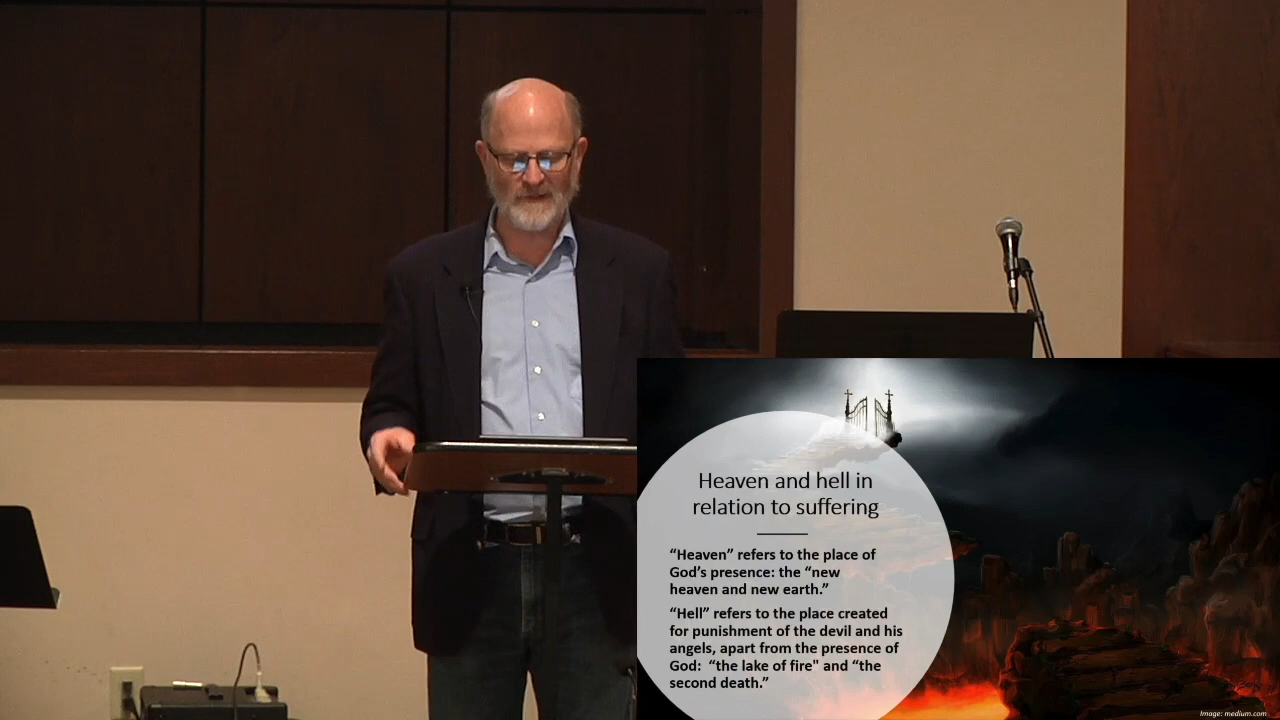 Heaven and hell in
relation to suffering
“Heaven” refers to the place of
God’s presence: the “new
heaven and new earth.”
“Hell” refers to the place created
for punishment of the devil and his
angels, apart from the presence of
God:  “the lake of fire" and “the
second death.”
Image: medium.com